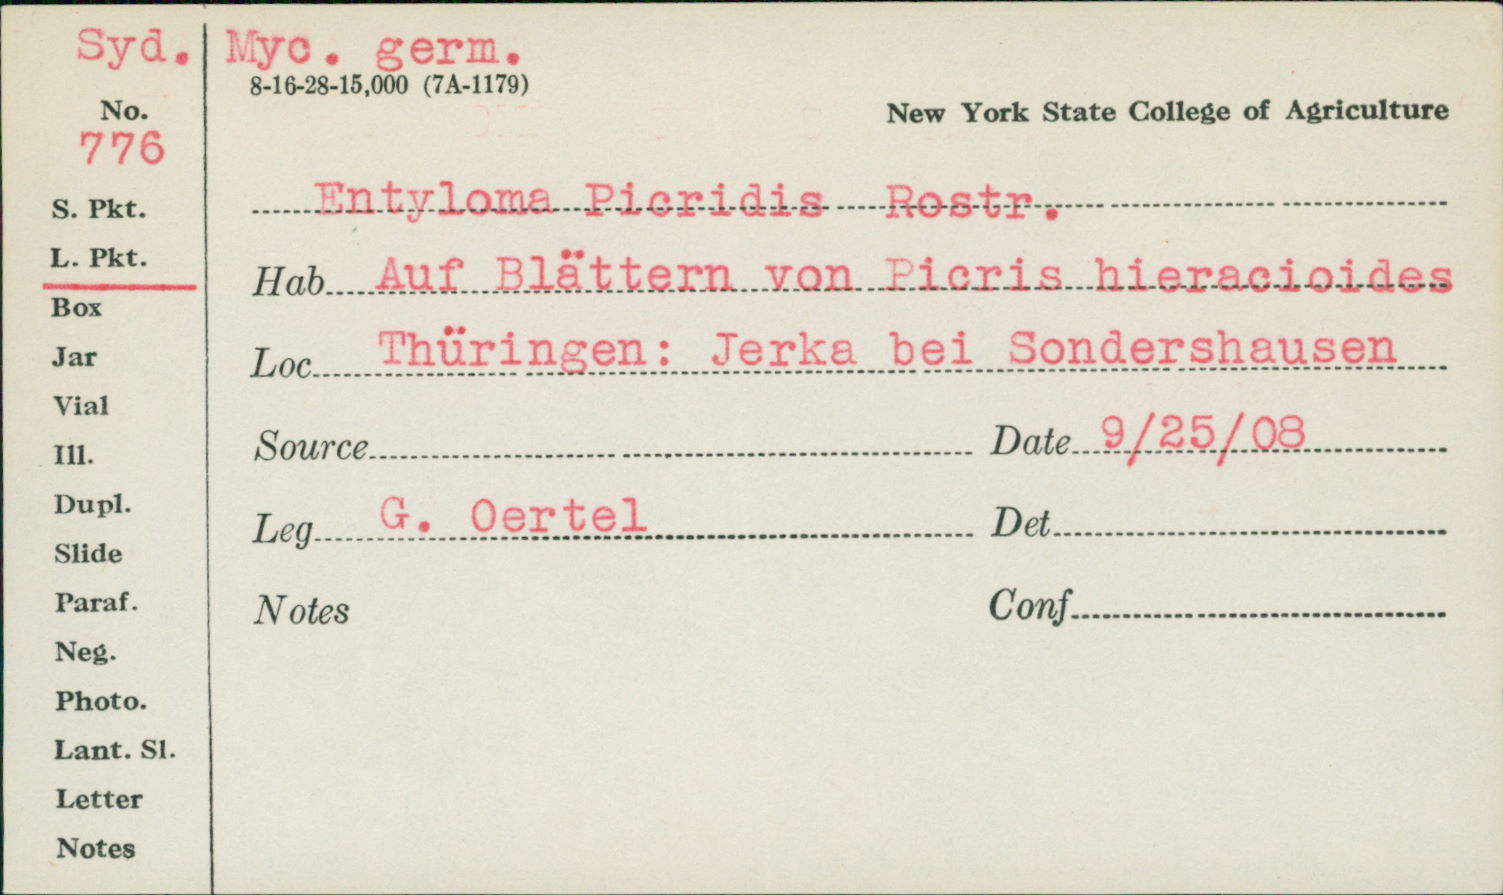 Syd. Myc. germ.
8-16-28-15,000 (7A-1179)
New York State College of Agriculture
No.
776
Entyloma Picridis Rostr.
S. Pkt.
L. Pkt.
Hab Auf Blättern von Picris hieracioides
Box
Jar
Loc Thüringen: Jerka bei Sondershausen
Vial
Source Date 9/25/08
Ill.
Dupl.
Leg G. Oertel Det
Slide
Paraf.
Notes Conf
Neg.
Photo.
Lant. Sl.
Letter
Notes